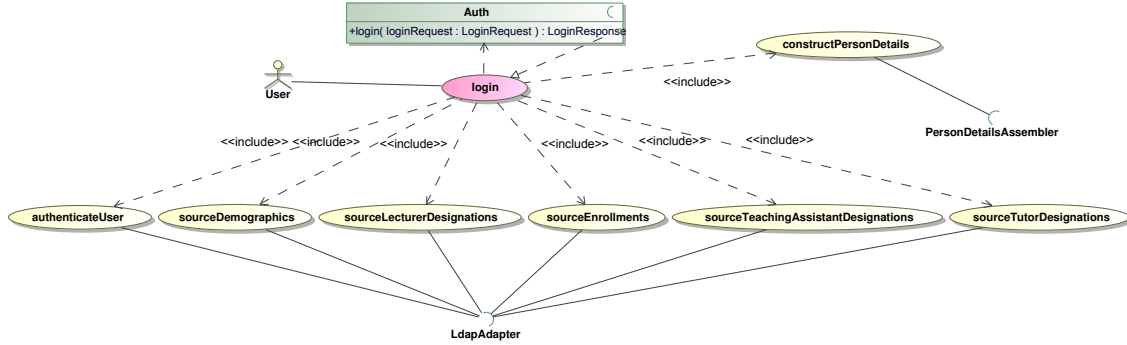 Auth
+login( loginRequest : LoginRequest ) : LoginResponse
constructPersonDetails
<<include>>
login
User
PersonDetailsAssembler
<<include>> <<include>> <<include>> <<include>> <<include>> <<include>>
authenticateUser sourceDemographics sourceLecturerDesignations sourceEnrollments sourceTeachingAssistantDesignations sourceTutorDesignations
LdapAdapter